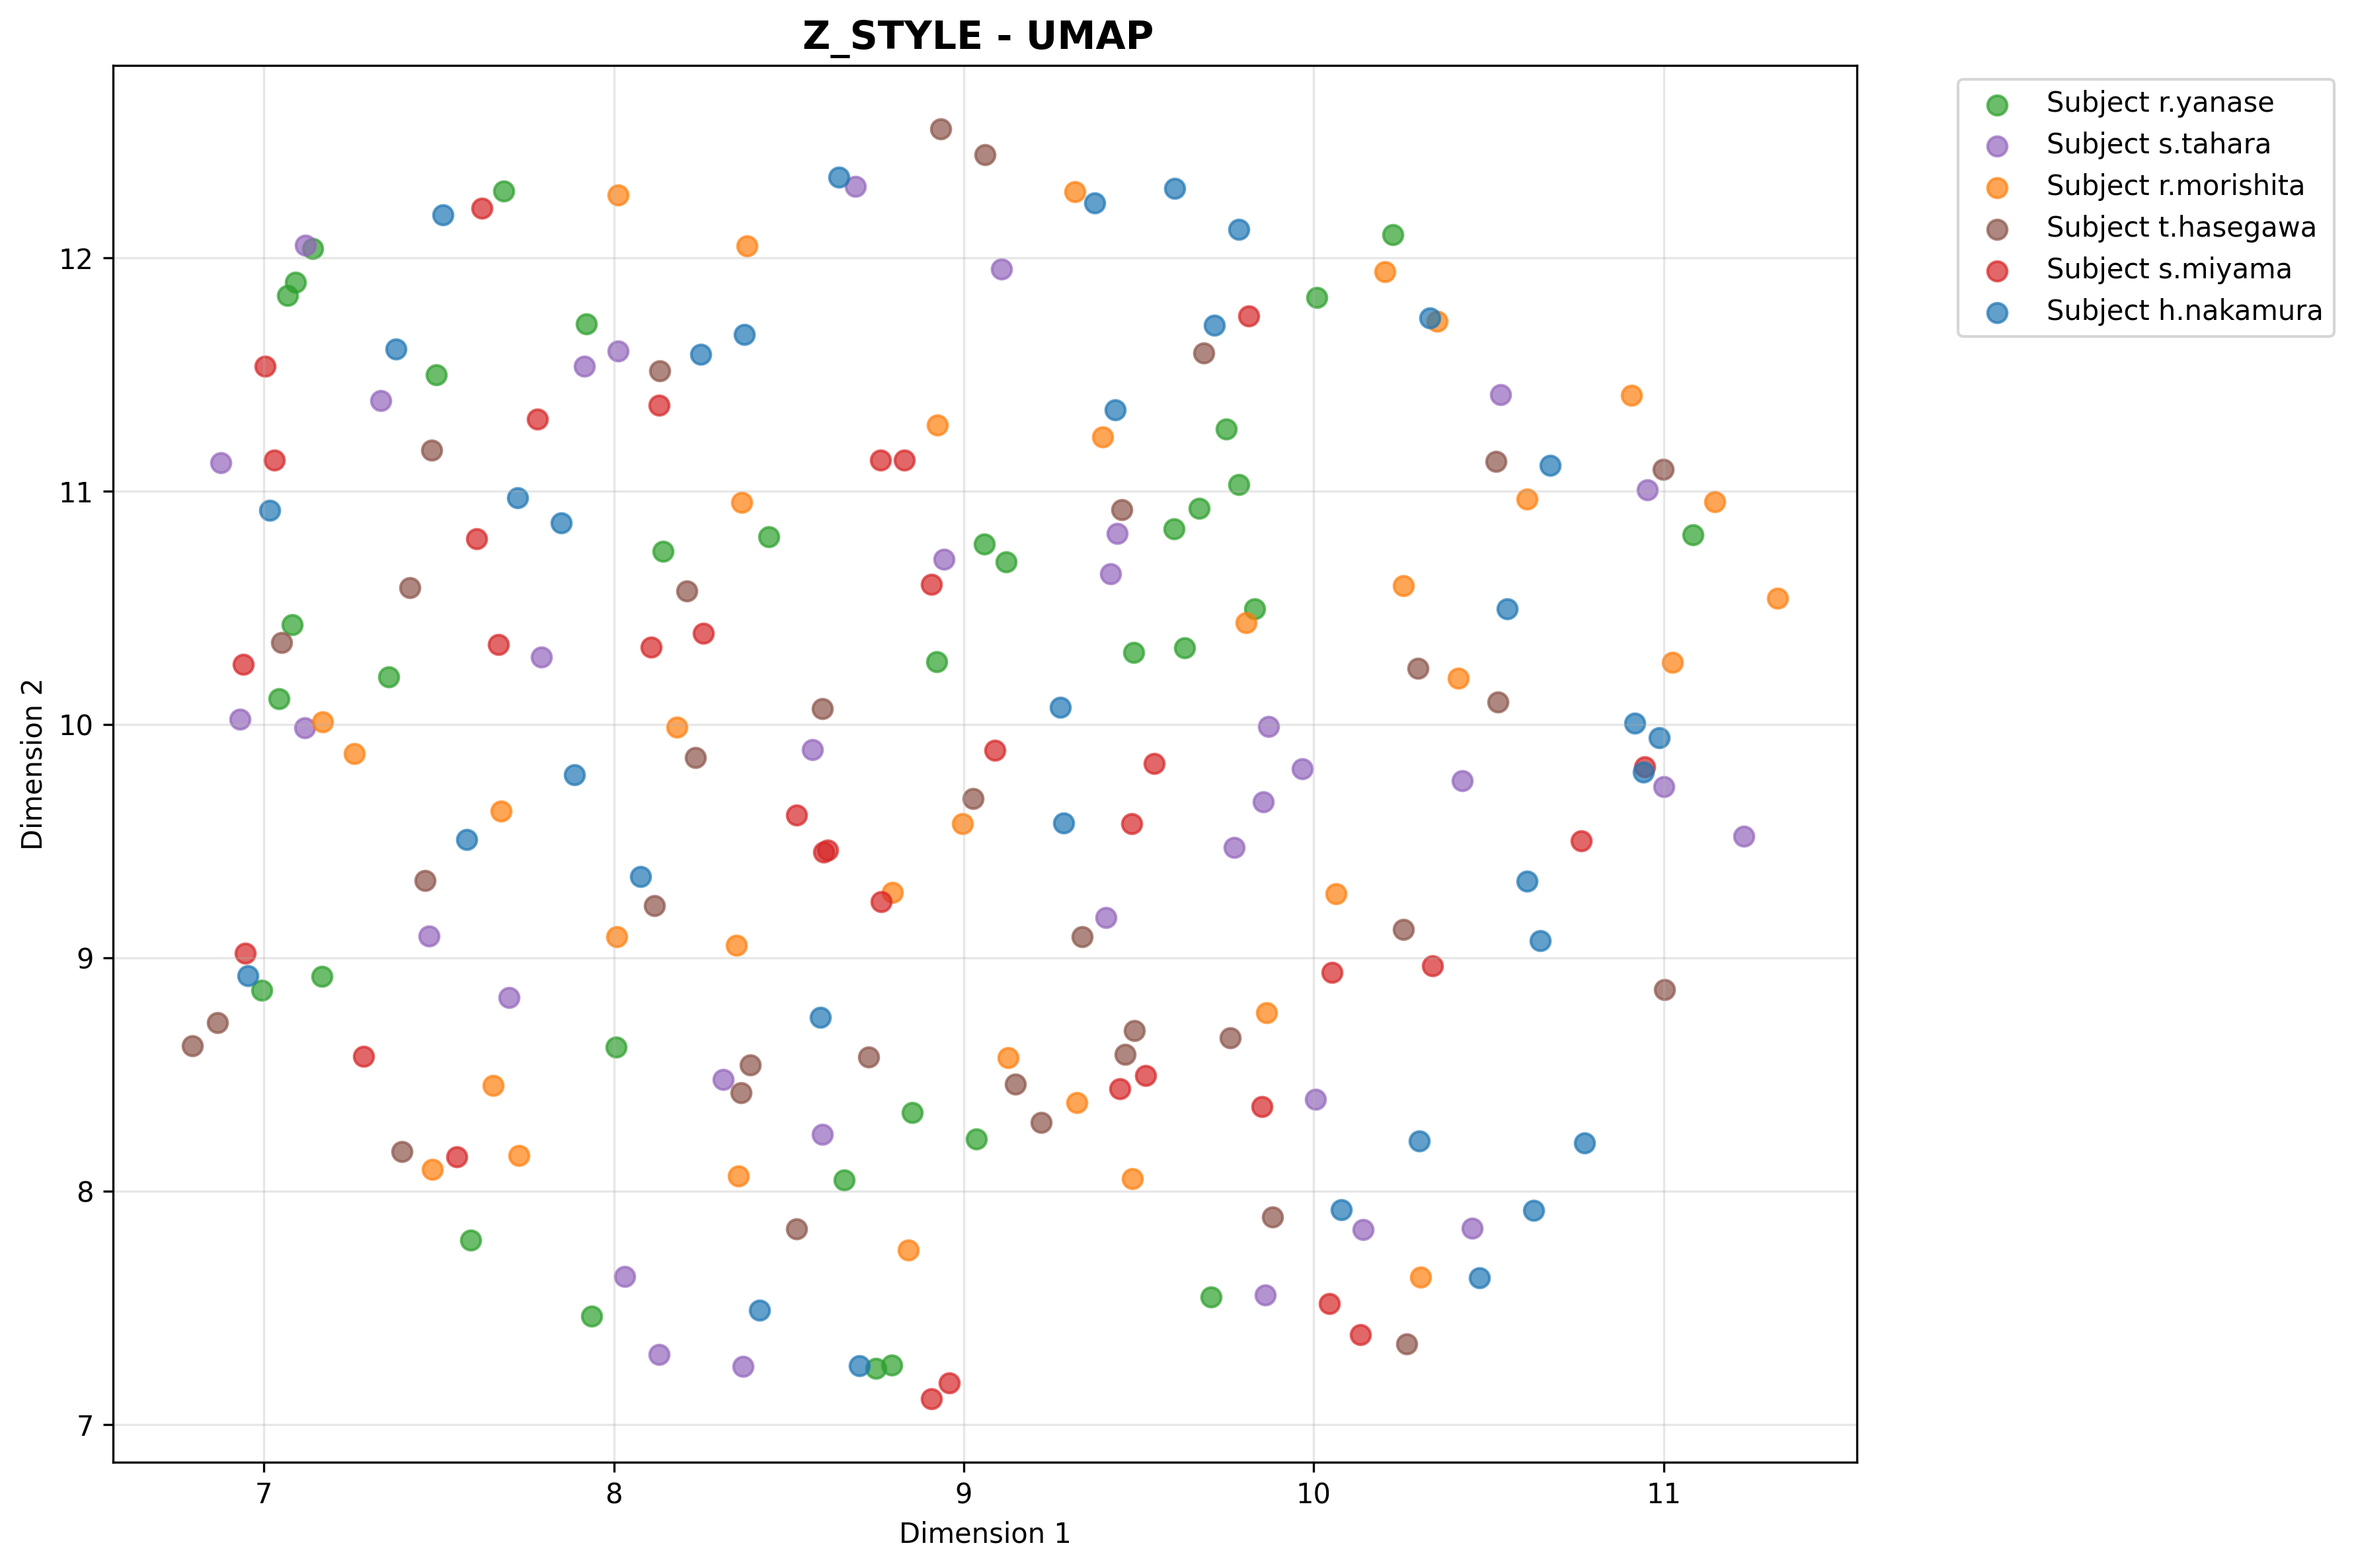 Z_STYLE - UMAP
Subject r.yanase
Subject s.tahara
Subject r.morishita
Subject t.hasegawa
Subject s.miyama
Subject h.nakamura
12
11
10
9
8
7
Dimension 2
7 8 9 10 11
Dimension 1